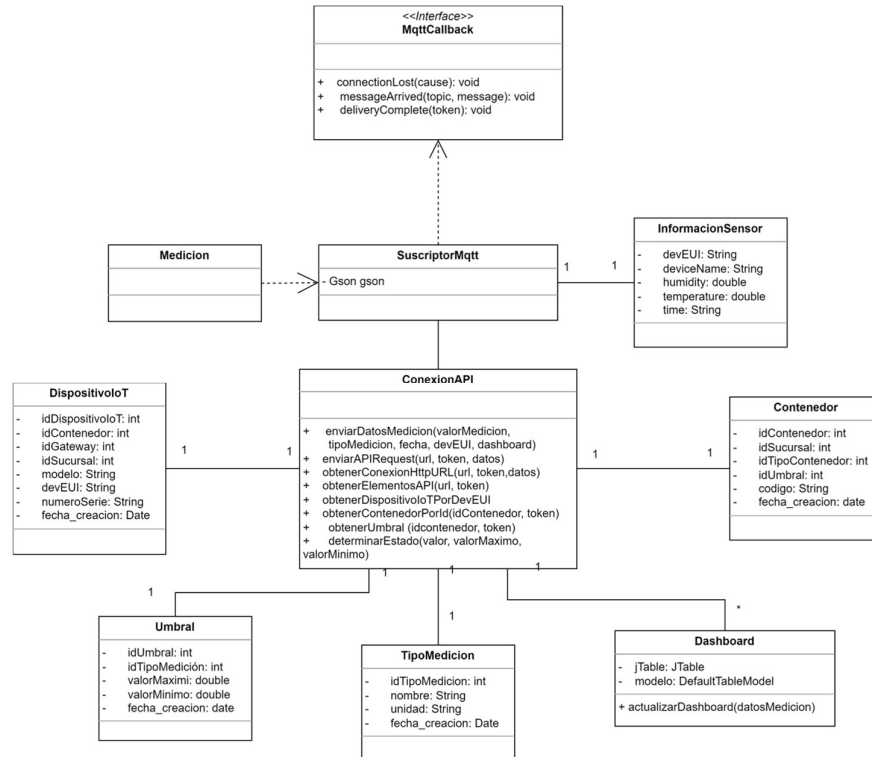 <<Interface>>
MqttCallback
+ connectionLost(cause): void
+ messageArrived(topic, message): void
+ deliveryComplete(token): void
Medicion
SuscriptorMqtt
- Gson gson
1
1
InformacionSensor
- devEUI: String
- deviceName: String
- humidity: double
- temperature: double
- time: String
DispositivoIoT
- idDispositivoIoT: int
- idContenedor: int
- idGateway: int
- idSucursal: int
- modelo: String
- devEUI: String
- numeroSerie: String
- fecha_creacion: Date
1
1
ConexionAPI
+ enviarDatosMedicion(valorMedicion,
tipoMedicion, fecha, devEUI, dashboard)
+ enviarAPIRequest(url, token, datos)
+ obtenerConexionHttpURL(url, token,datos)
+ obtenerElementosAPI(url, token)
+ obtenerDispositivoIoTPorDevEUI
+ obtenerContenedorPorId(idContenedor, token)
+ obtenerUmbral (idcontenedor, token)
+ determinarEstado(valor, valorMaximo,
valorMinimo)
1
1
Contenedor
- idContenedor: int
- idSucursal: int
- idTipoContenedor: int
- idUmbral: int
- codigo: String
- fecha_creacion: date
1
1
1
1
1
*
Umbral
- idUmbral: int
- idTipoMedición: int
- valorMaximi: double
- valorMinimo: double
- fecha_creacion: date
TipoMedicion
- idTipoMedicion: int
- nombre: String
- unidad: String
- fecha_creacion: Date
Dashboard
- jTable: JTable
- modelo: DefaultTableModel
+ actualizarDashboard(datosMedicion)